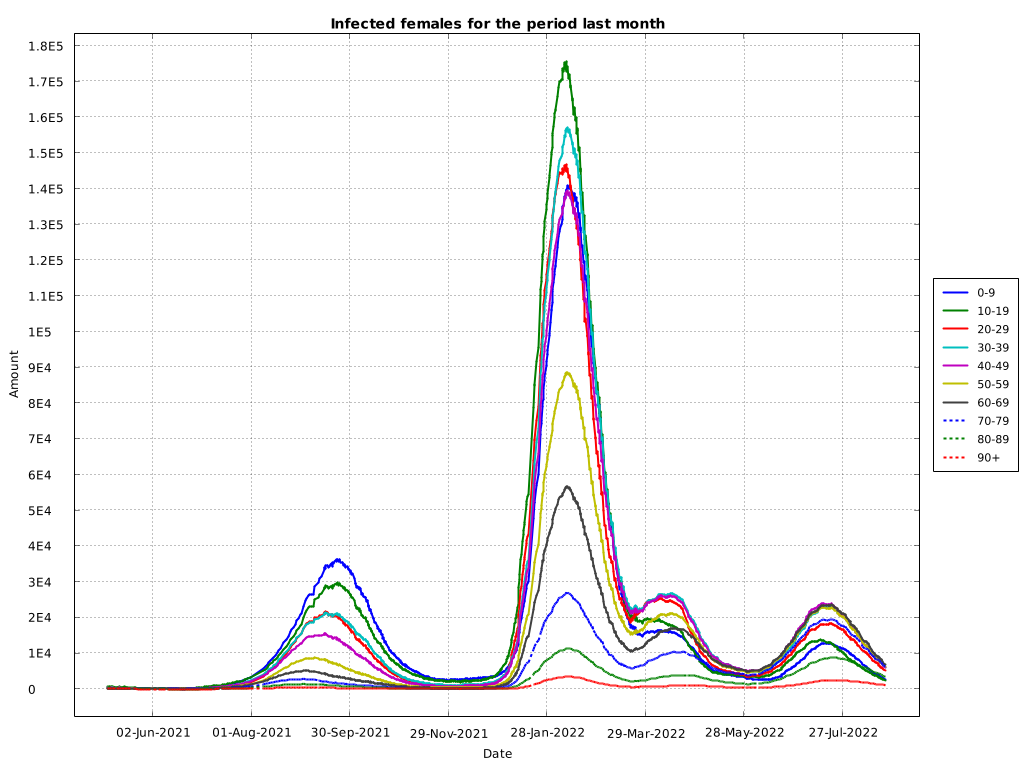 Infected females for the period last month
1.8E5
1.7E5
1.6E5
1.5E5
1.4E5
1.3E5
1.2E5
1.1E5
1E5
9E4
8E4
7E4
6E4
5E4
4E4
3E4
2E4
1E4
0
Amount
02-Jun-2021 01-Aug-2021 30-Sep-2021 29-Nov-2021 28-Jan-2022 29-Mar-2022 28-May-2022 27-Jul-2022
Date
0-9
10-19
20-29
30-39
40-49
50-59
60-69
70-79
80-89
90+